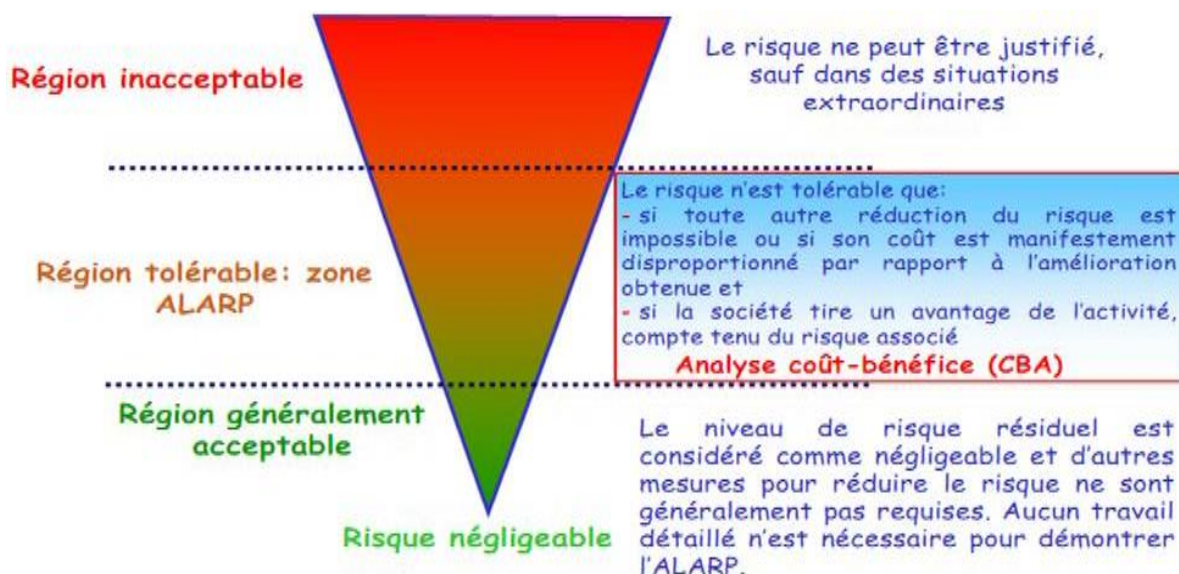 Région inacceptable
Le risque ne peut être justifié,
sauf dans des situations
extraordinaires
Région tolérable: zone
ALARP
Le risque n'est tolérable que:
- si toute autre réduction du risque est
impossible ou si son coût est manifestement
disproportionné par rapport à l'amélioration
obtenue et
- si la société tire un avantage de l'activité,
compte tenu du risque associé
Analyse coût-bénéfice (CBA)
Région généralement
acceptable
Le niveau de risque résiduel est
considéré comme négligeable et d'autres
mesures pour réduire le risque ne sont
généralement pas requises. Aucun travail
détaillé n'est nécessaire pour démontrer
l'ALARP.
Risque négligeable